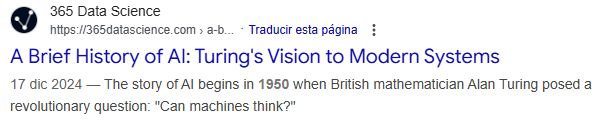 365 Data Science
https://365datascience.com › a-b... · Traducir esta página
A Brief History of AI: Turing's Vision to Modern Systems
17 dic 2024 — The story of AI begins in 1950 when British mathematician Alan Turing posed a
revolutionary question: "Can machines think?"